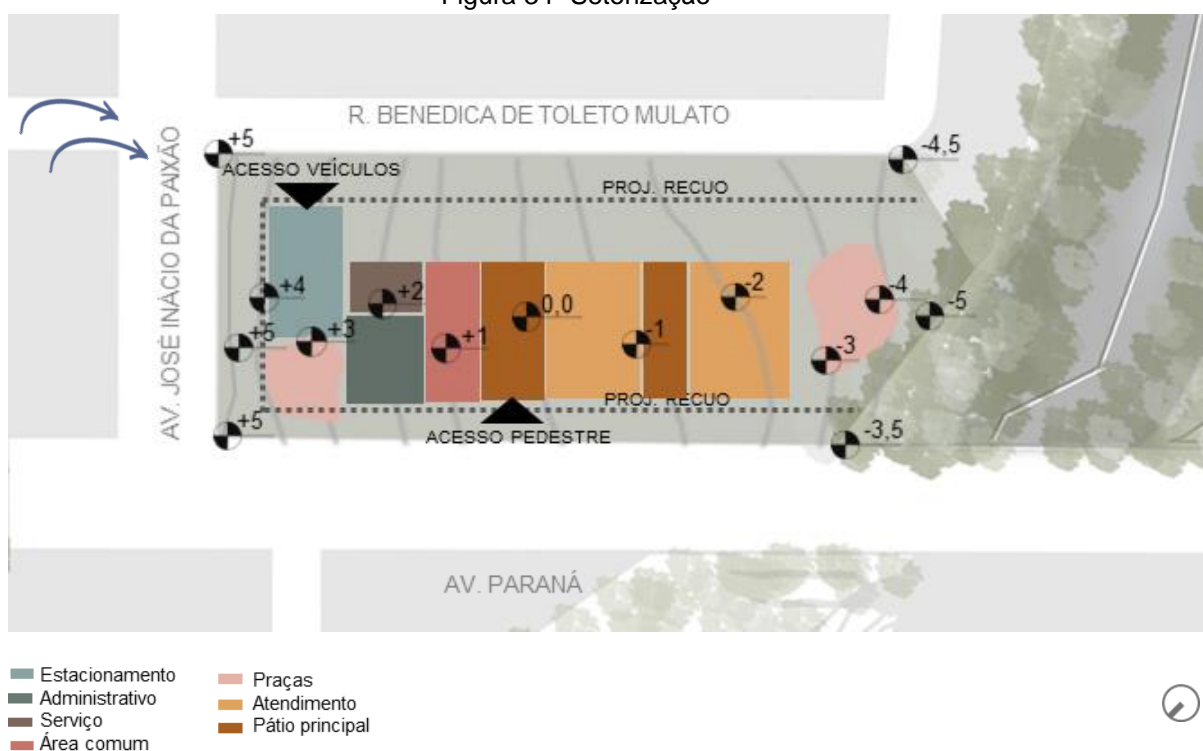 R. BENEDICA DE TOLETO MULATO
AV. JOSÉ INÁCIO DA PAIXÃO
+5
-4,5
ACESSO VEÍCULOS
PROJ. RECUO
+4
+2
0,0
-2
-4
-5
+5
+3
+1
-1
-3
PROJ. RECUO
+5
ACESSO PEDESTRE
-3,5
AV. PARANÁ
Estacionamento
Administrativo
Serviço
Área comum
Praças
Atendimento
Pátio principal